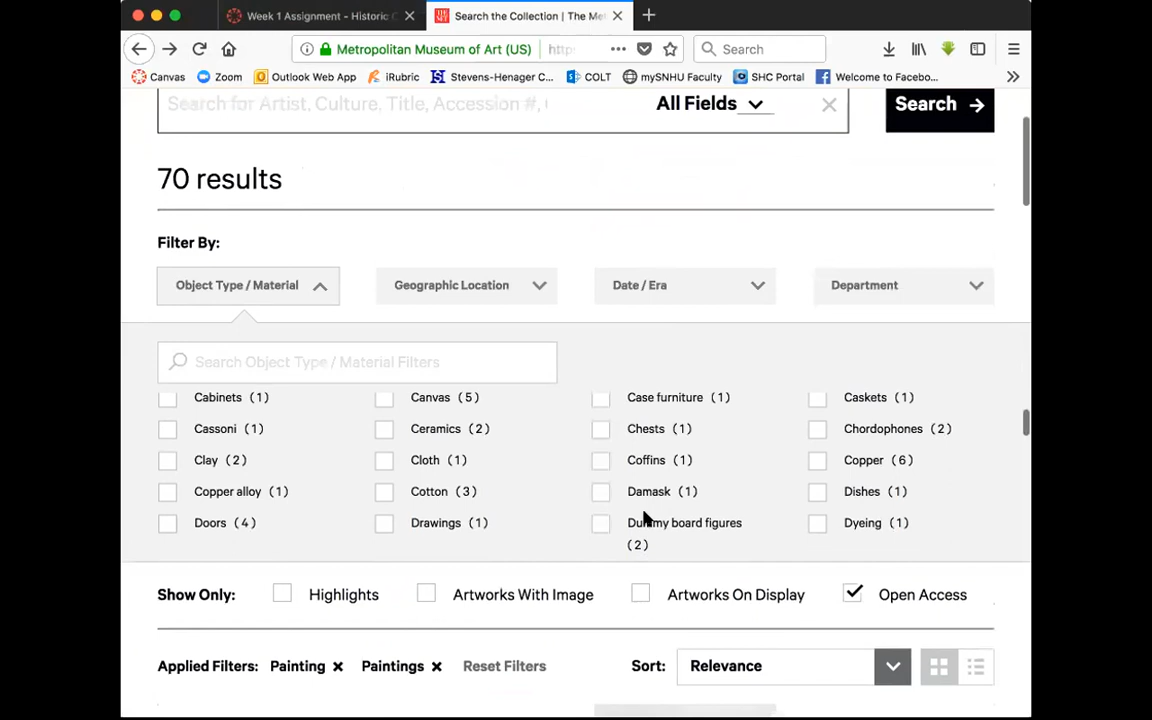 Week 1 Assignment - Historic C
Search the Collection | The Met
Metropolitan Museum of Art (US) http
Search
Canvas Zoom Outlook Web App iRubric Stevens-Henager C... COLT mySNHU Faculty SHC Portal Welcome to Facebo...
Search for Artist, Culture, Title, Accession #, All Fields Search →
70 results
Filter By:
Object Type / Material Geographic Location Date / Era Department
Search Object Type / Material Filters
Cabinets (1) Canvas (5) Case furniture (1) Caskets (1)
Cassoni (1) Ceramics (2) Chests (1) Chordophones (2)
Clay (2) Cloth (1) Coffins (1) Copper (6)
Copper alloy (1) Cotton (3) Damask (1) Dishes (1)
Doors (4) Drawings (1) Dummy board figures Dyeing (1)
(2)
Show Only: Highlights Artworks With Image Artworks On Display Open Access
Applied Filters: Painting × Paintings × Reset Filters Sort: Relevance